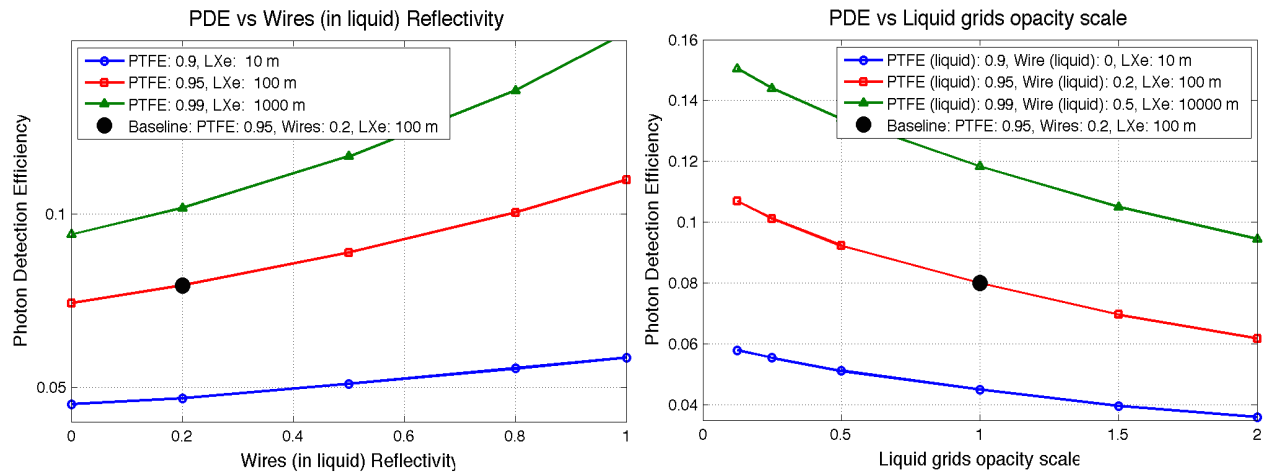 PDE vs Wires (in liquid) Reflectivity
PTFE: 0.9, LXe: 10 m
PTFE: 0.95, LXe: 100 m
PTFE: 0.99, LXe: 1000 m
Baseline: PTFE: 0.95, Wires: 0.2, LXe: 100 m
Photon Detection Efficiency
0.1
0.05
0 0.2 0.4 0.6 0.8 1
Wires (in liquid) Reflectivity
PDE vs Liquid grids opacity scale
PTFE (liquid): 0.9, Wire (liquid): 0, LXe: 10 m
PTFE (liquid): 0.95, Wire (liquid): 0.2, LXe: 100 m
PTFE (liquid): 0.99, Wire (liquid): 0.5, LXe: 10000 m
Baseline: PTFE: 0.95, Wires: 0.2, LXe: 100 m
Photon Detection Efficiency
0.16
0.14
0.12
0.1
0.08
0.06
0.04
0 0.5 1 1.5 2
Liquid grids opacity scale